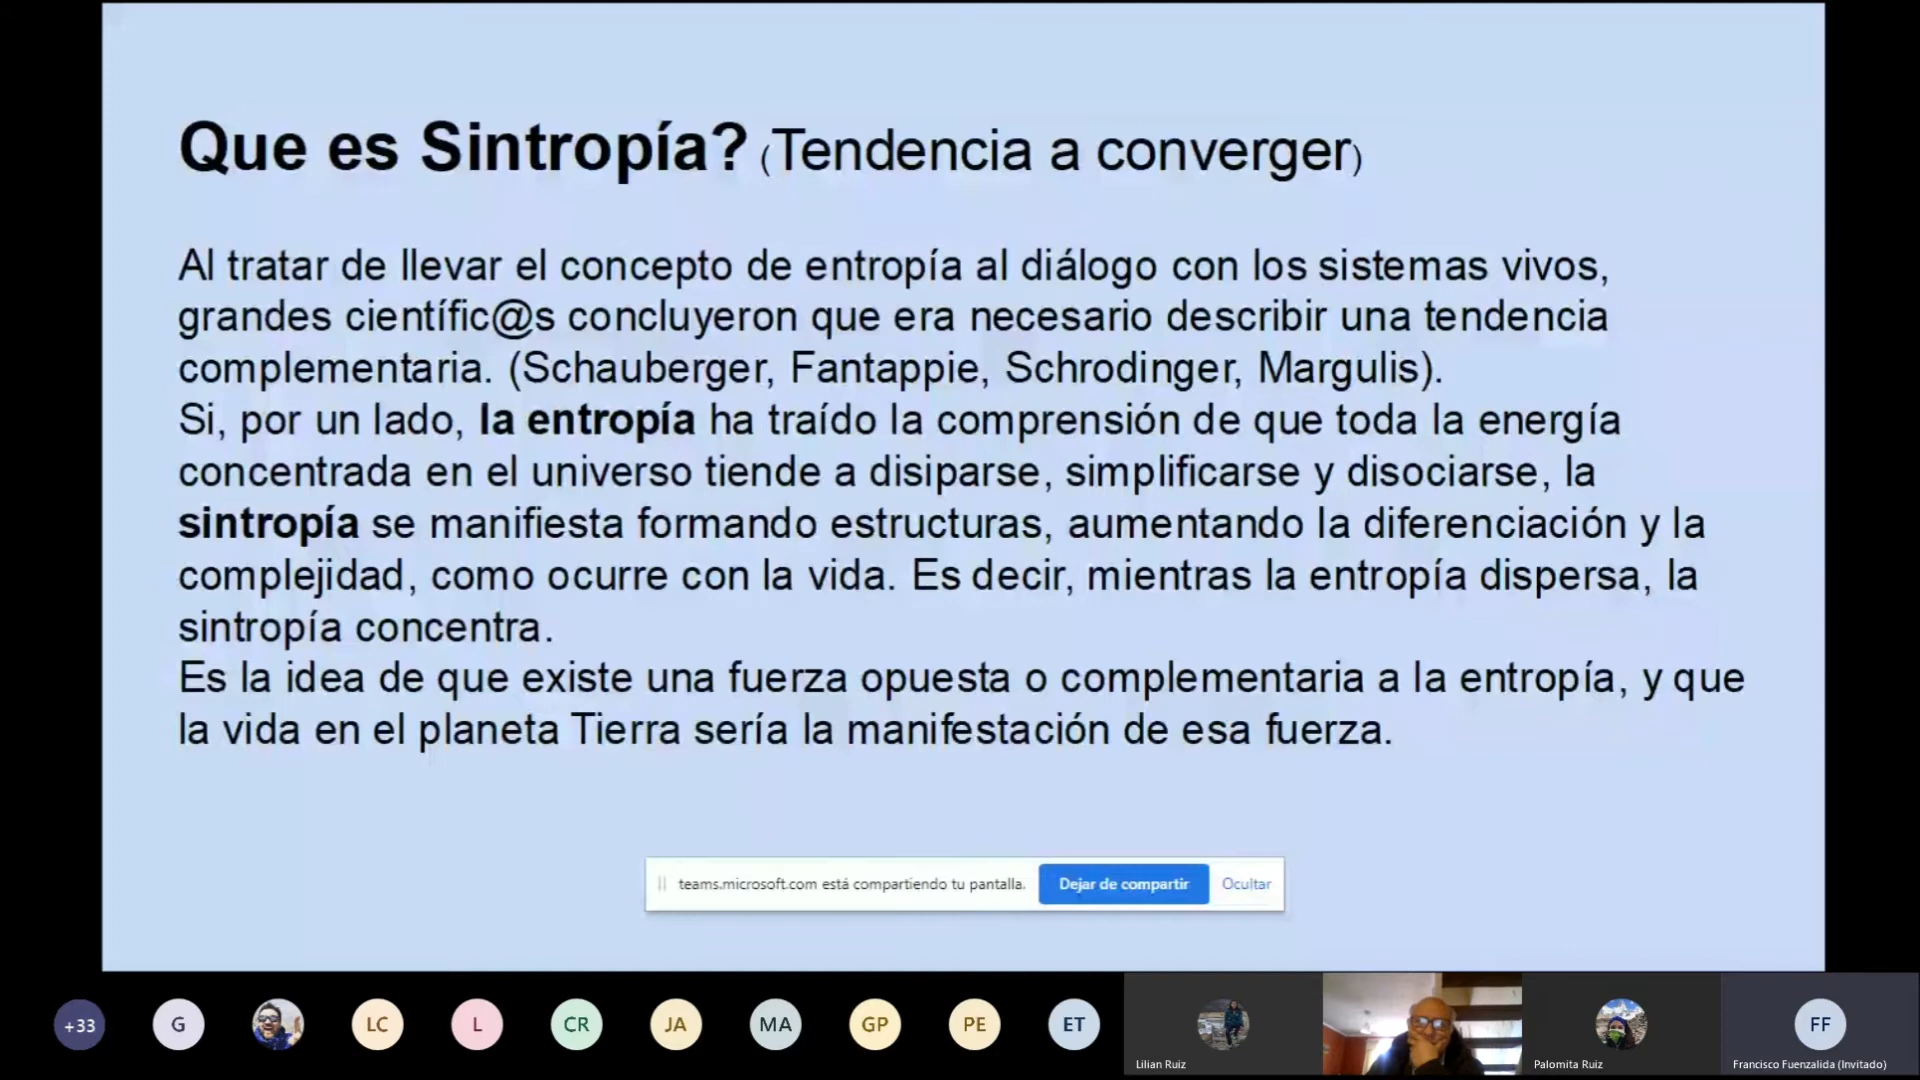 Que es Sintropía? (Tendencia a converger)
Al tratar de llevar el concepto de entropía al diálogo con los sistemas vivos,
grandes científic@s concluyeron que era necesario describir una tendencia
complementaria. (Schauberger, Fantappie, Schrodinger, Margulis).
Si, por un lado, la entropía ha traído la comprensión de que toda la energía
concentrada en el universo tiende a disiparse, simplificarse y disociarse, la
sintropía se manifiesta formando estructuras, aumentando la diferenciación y la
complejidad, como ocurre con la vida. Es decir, mientras la entropía dispersa, la
sintropía concentra.
Es la idea de que existe una fuerza opuesta o complementaria a la entropía, y que
la vida en el planeta Tierra sería la manifestación de esa fuerza.
teams.microsoft.com está compartiendo tu pantalla. Dejar de compartir Ocultar
+33 G LC L CR JA MA GP PE ET FF
Lilian Ruiz Palomita Ruiz Francisco Fuenzalida (Invitado)